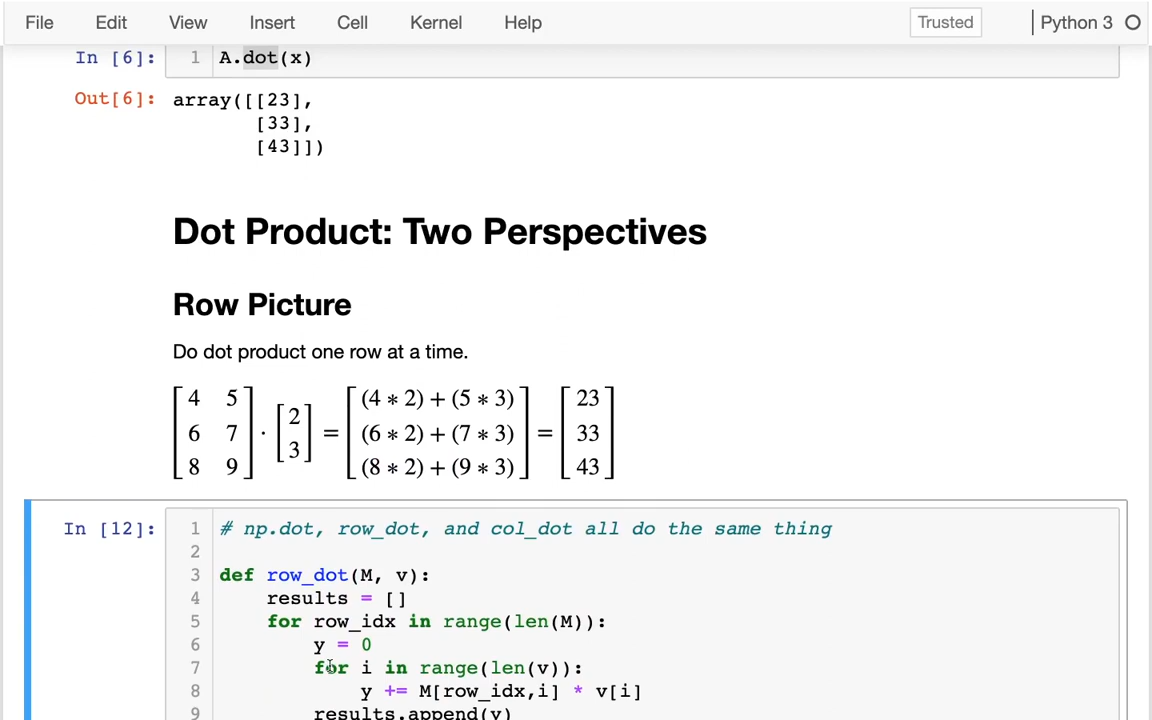 File Edit View Insert Cell Kernel Help Trusted Python 3
In [6]: 1 A.dot(x)
Out[6]: array([[23],
[33],
[43]])
Dot Product: Two Perspectives
Row Picture
Do dot product one row at a time.
4 5
6 7
8 9
·
2
3
=
(4 * 2) + (5 * 3)
(6 * 2) + (7 * 3)
(8 * 2) + (9 * 3)
=
23
33
43
In [12]: 1 # np.dot, row_dot, and col_dot all do the same thing
2
3 def row_dot(M, v):
4     results = []
5     for row_idx in range(len(M)):
6         y = 0
7         for i in range(len(v)):
8             y += M[row_idx,i] * v[i]
9         results.append(y)